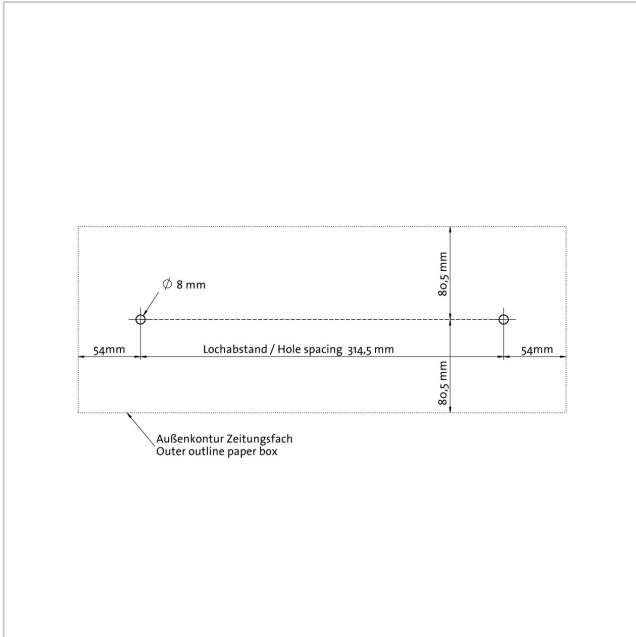 80,5 mm
Ø 8 mm
54mm
Lochabstand / Hole spacing 314,5 mm
54mm
80,5 mm
Außenkontur Zeitungsfach
Outer outline paper box